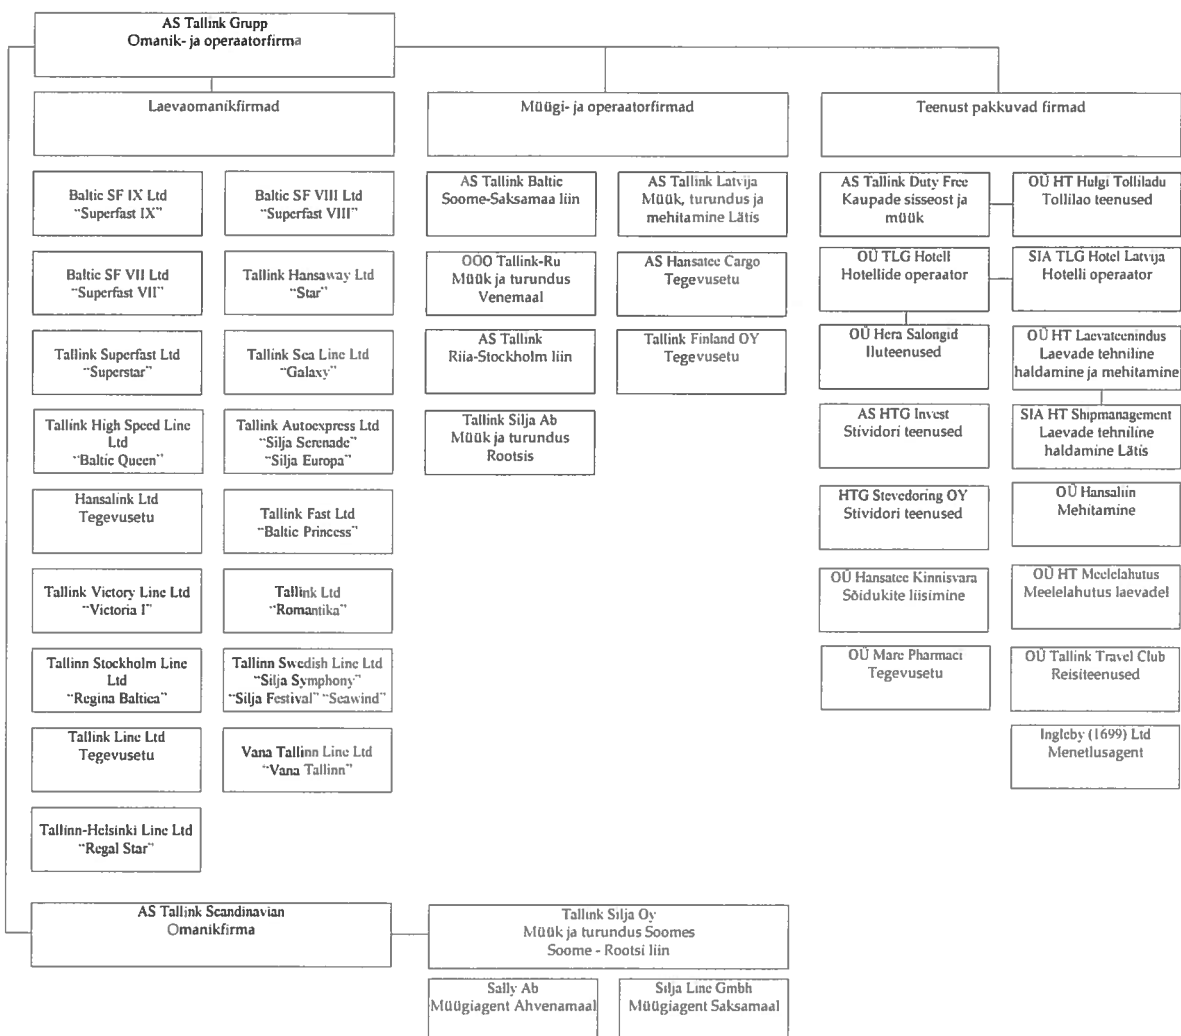 AS Tallink Grupp
Omanik- ja operaatorfirma
Laevaomanikfirmad
Müügi- ja operaatorfirmad
Teenust pakkuvad firmad
Baltic SF IX Ltd
"Superfast IX"
Baltic SF VIII Ltd
"Superfast VIII"
AS Tallink Baltic
Soome-Saksamaa liin
AS Tallink Latvija
Müük, turundus ja
mehitamine Lätis
AS Tallink Duty Free
Kaupade sisseost ja
müük
OÜ HT Hulgi Tolliladu
Tollilao teenused
Baltic SF VII Ltd
"Superfast VII"
Tallink Hansaway Ltd
"Star"
OOO Tallink-Ru
Müük ja turundus
Venemaal
AS Hansatee Cargo
Tegevusetu
OÜ TLG Hotell
Hotellide operaator
SIA TLG Hotel Latvija
Hotelli operaator
Tallink Superfast Ltd
"Superstar"
Tallink Sea Line Ltd
"Galaxy"
AS Tallink
Riia-Stockholm liin
Tallink Finland OY
Tegevusetu
OÜ Hera Salongid
Iluteenused
OÜ HT Laevateenindus
Laevade tehniline
haldamine ja mehitamine
Tallink High Speed Line
Ltd
"Baltic Queen"
Tallink Autoexpress Ltd
"Silja Serenade"
"Silja Europa"
Tallink Silja Ab
Müük ja turundus
Rootsis
AS HTG Invest
Stividori teenused
SIA HT Shipmanagement
Laevade tehniline
haldamine Lätis
Hansalink Ltd
Tegevusetu
Tallink Fast Ltd
"Baltic Princess"
HTG Stevedoring OY
Stividori teenused
OÜ Hansaliin
Mehitamine
Tallink Victory Line Ltd
"Victoria I"
Tallink Ltd
"Romantika"
OÜ Hansatee Kinnisvara
Sõidukite liisimine
OÜ HT Meelelahutus
Meelelahutus laevadel
Tallinn Stockholm Line
Ltd
"Regina Baltica"
Tallinn Swedish Line Ltd
"Silja Symphony"
"Silja Festival" "Seawind"
OÜ Mare Pharmaci
Tegevusetu
OÜ Tallink Travel Club
Reisiteenused
Tallink Line Ltd
Tegevusetu
Vana Tallinn Line Ltd
"Vana Tallinn"
Ingleby (1699) Ltd
Menetlusagent
Tallinn-Helsinki Line Ltd
"Regal Star"
AS Tallink Scandinavian
Omanikfirma
Tallink Silja Oy
Müük ja turundus Soomes
Soome - Rootsi liin
Sally Ab
Müügiagent Ahvenamaal
Silja Line Gmbh
Müügiagent Saksamaal